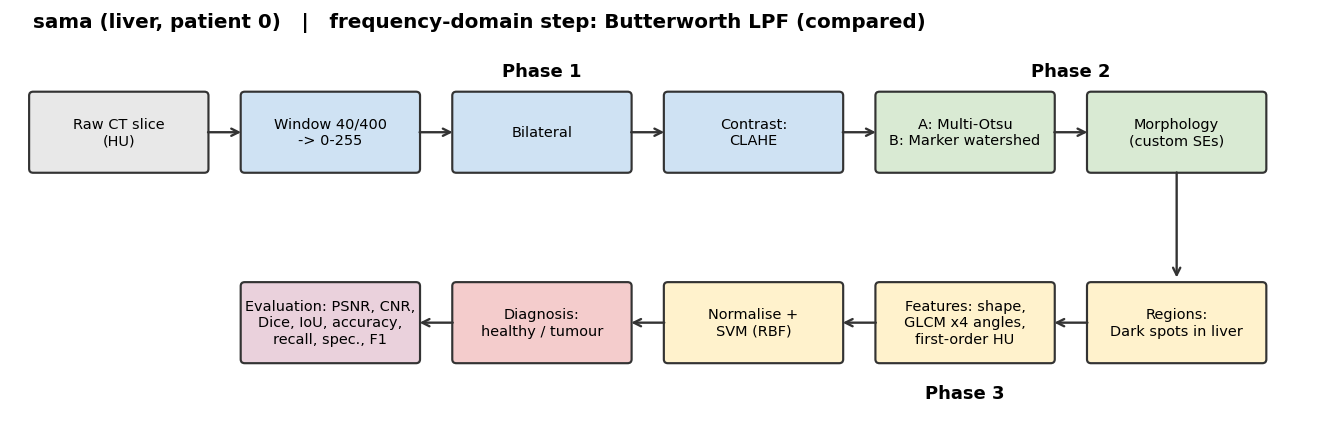 sama (liver, patient 0)   |   frequency-domain step: Butterworth LPF (compared)
Phase 1
Phase 2
Raw CT slice
(HU)
Window 40/400
-> 0-255
Bilateral
Contrast:
CLAHE
A: Multi-Otsu
B: Marker watershed
Morphology
(custom SEs)
Regions:
Dark spots in liver
Features: shape,
GLCM x4 angles,
first-order HU
Normalise +
SVM (RBF)
Diagnosis:
healthy / tumour
Evaluation: PSNR, CNR,
Dice, IoU, accuracy,
recall, spec., F1
Phase 3